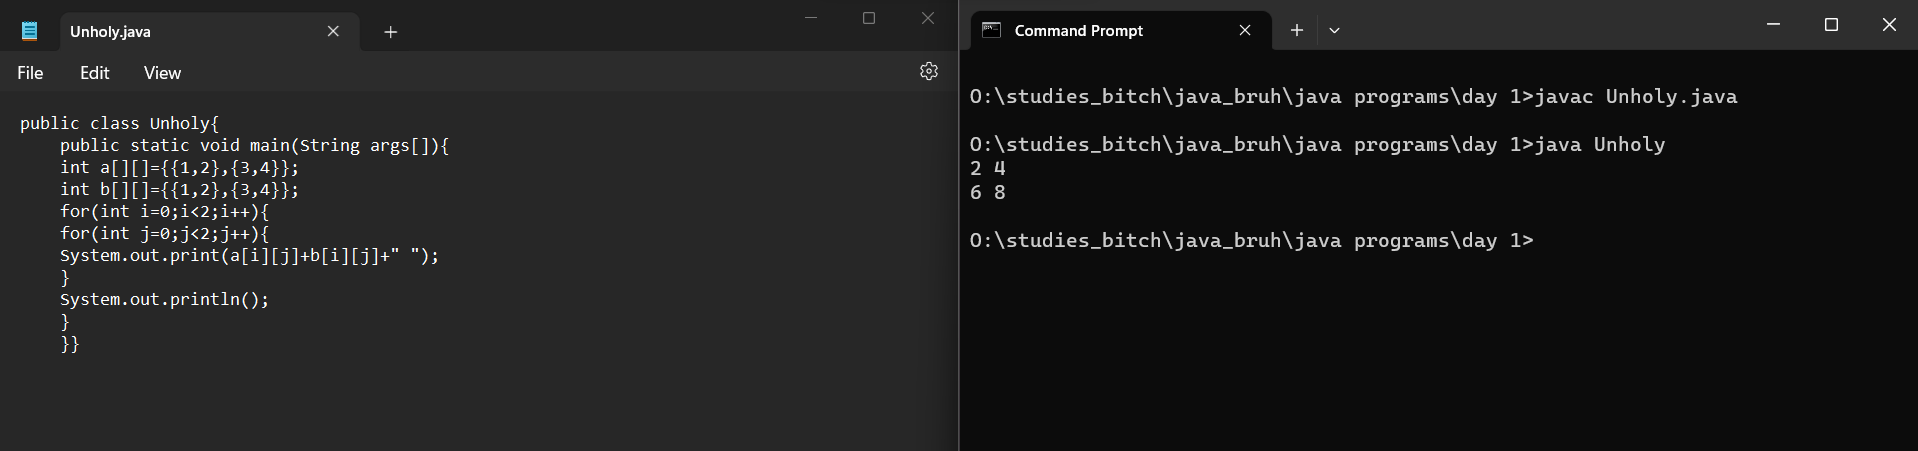 Unholy.java
File Edit View
public class Unholy{
    public static void main(String args[]){
    int a[][]={{1,2},{3,4}};
    int b[][]={{1,2},{3,4}};
    for(int i=0;i<2;i++){
    for(int j=0;j<2;j++){
    System.out.print(a[i][j]+b[i][j]+" ");
    }
    System.out.println();
    }
    }}
Command Prompt
O:\studies_bitch\java_bruh\java programs\day 1>javac Unholy.java
O:\studies_bitch\java_bruh\java programs\day 1>java Unholy
2 4
6 8
O:\studies_bitch\java_bruh\java programs\day 1>